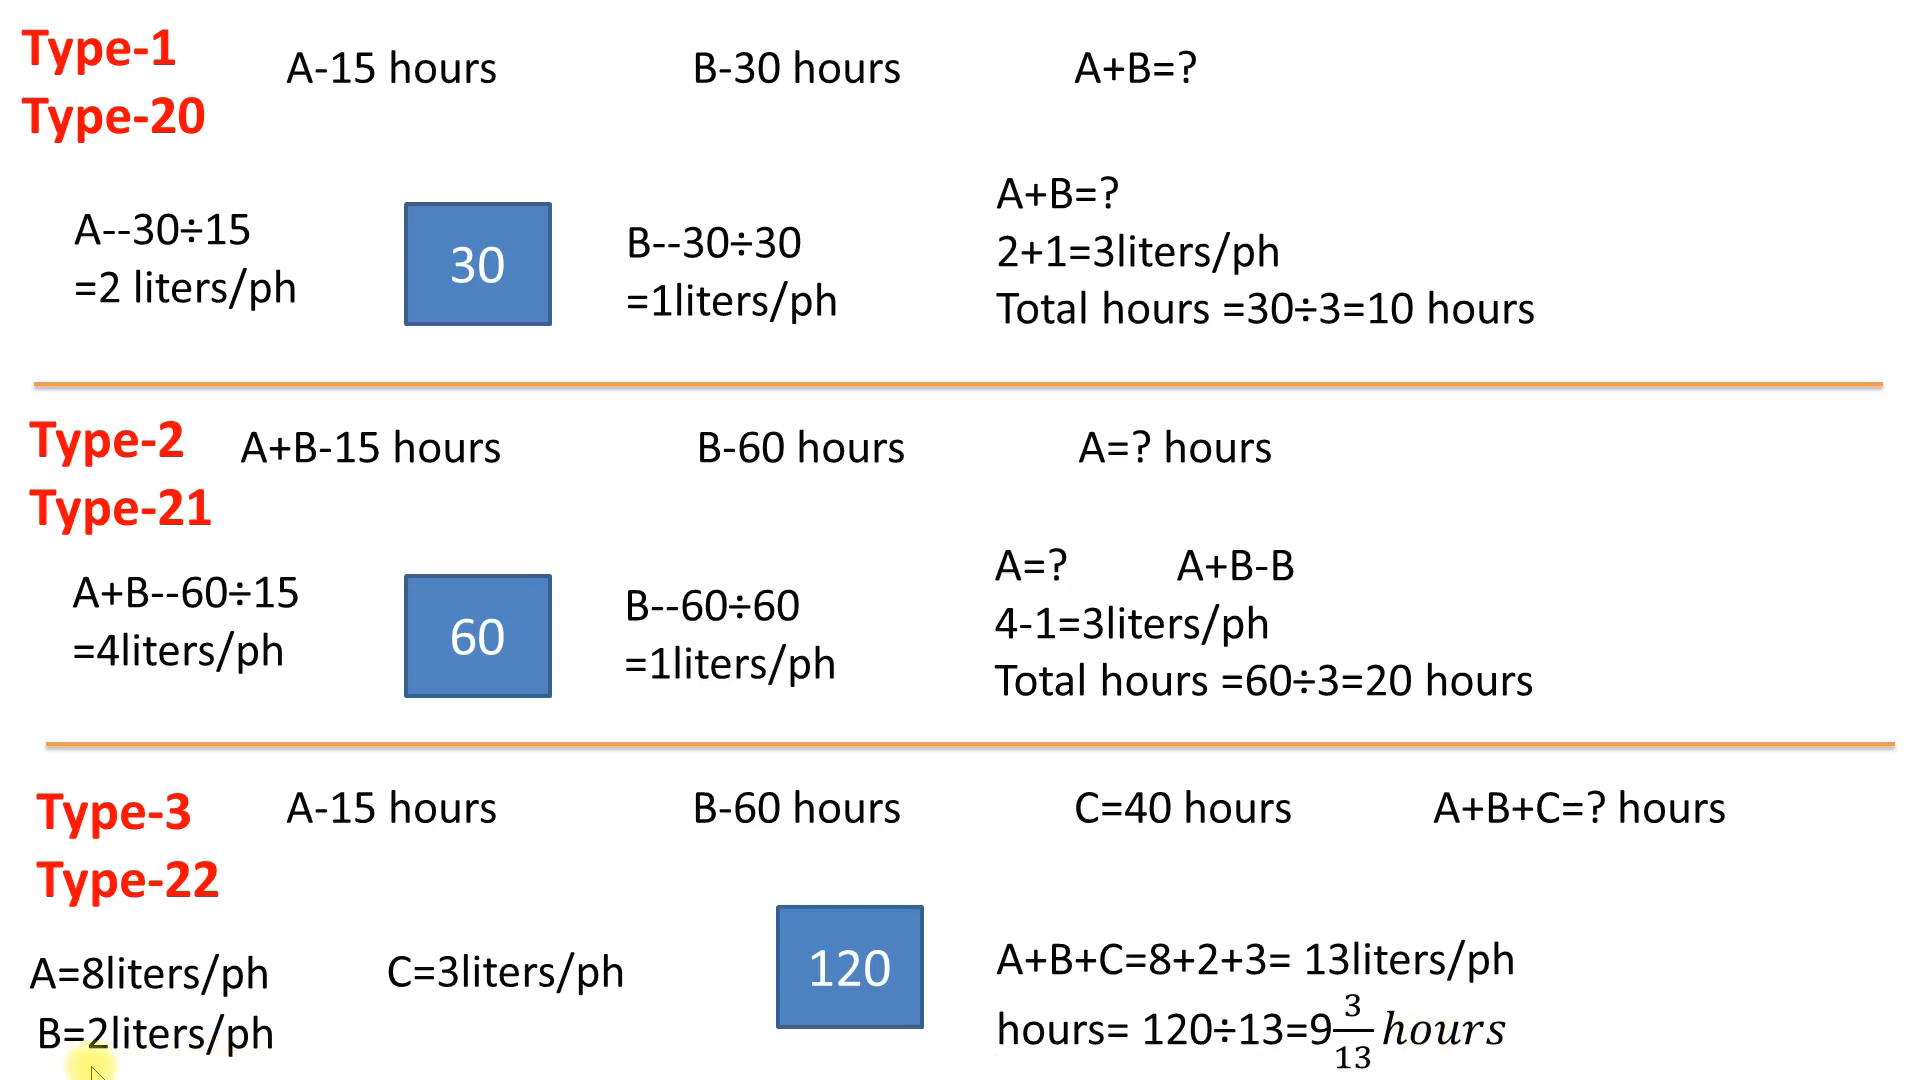 Type-1
Type-20
A-15 hours
B-30 hours
A+B=?
A--30÷15
=2 liters/ph
30
B--30÷30
=1liters/ph
A+B=?
2+1=3liters/ph
Total hours =30÷3=10 hours
Type-2
Type-21
A+B-15 hours
B-60 hours
A=? hours
A+B--60÷15
=4liters/ph
60
B--60÷60
=1liters/ph
A=? A+B-B
4-1=3liters/ph
Total hours =60÷3=20 hours
Type-3
Type-22
A-15 hours
B-60 hours
C=40 hours
A+B+C=? hours
A=8liters/ph
B=2liters/ph
C=3liters/ph
120
A+B+C=8+2+3= 13liters/ph
hours= 120÷13=9 3/13 hours